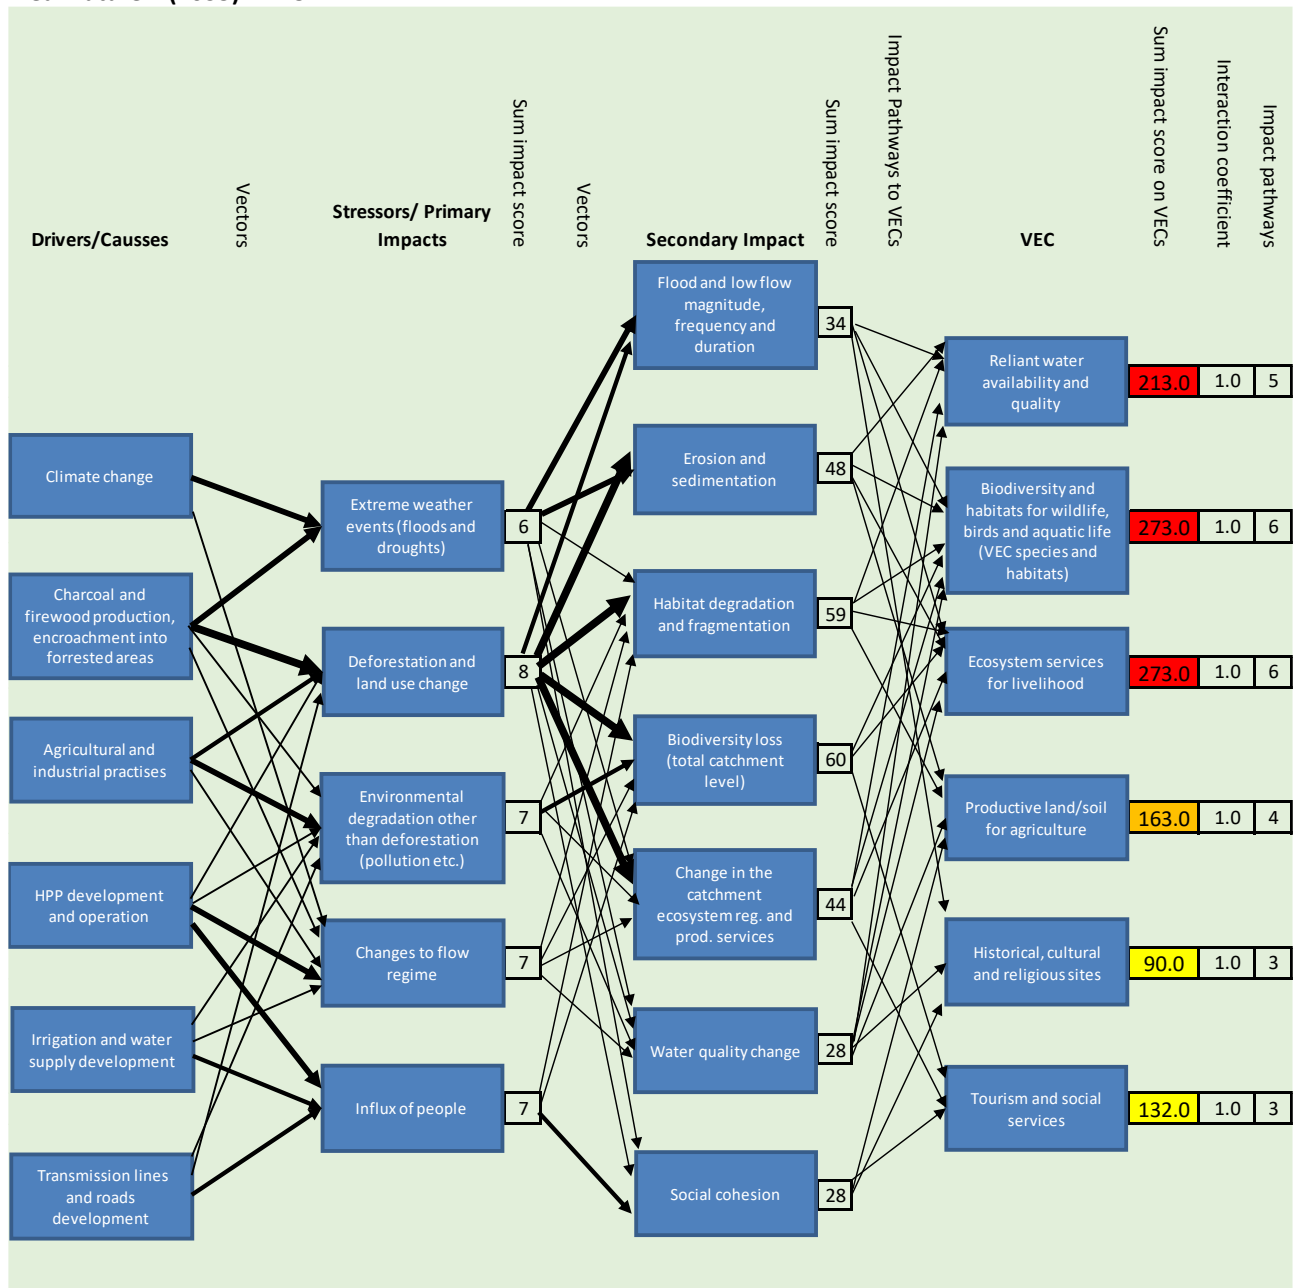 Vectors
Sum impact score
Vectors
Sum impact score
Impact Pathways to VECs
Sum impact score on VECs
Interaction coefficient
Impact pathways
Drivers/Causses
Stressors/ Primary
Impacts
Secondary Impact
VEC
Climate change
Charcoal and
firewood production,
encroachment into
forrested areas
Agricultural and
industrial practises
HPP development
and operation
Irrigation and water
supply development
Transmission lines
and roads
development
Extreme weather
events (floods and
droughts)
6
Deforestation and
land use change
8
Environmental
degradation other
than deforestation
(pollution etc.)
7
Changes to flow
regime
7
Influx of people
7
Flood and low flow
magnitude,
frequency and
duration
34
Erosion and
sedimentation
48
Habitat degradation
and fragmentation
59
Biodiversity loss
(total catchment
level)
60
Change in the
catchment
ecosystem reg. and
prod. services
44
Water quality change
28
Social cohesion
28
Reliant water
availability and
quality
213.0 1.0 5
Biodiversity and
habitats for wildlife,
birds and aquatic life
(VEC species and
habitats)
273.0 1.0 6
Ecosystem services
for livelihood
273.0 1.0 6
Productive land/soil
for agriculture
163.0 1.0 4
Historical, cultural
and religious sites
90.0 1.0 3
Tourism and social
services
132.0 1.0 3